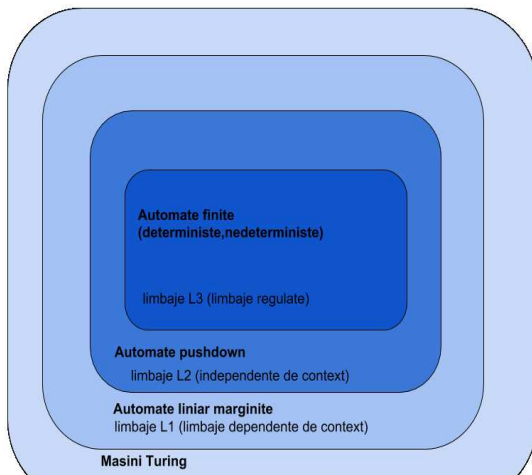 Automate finite
(deterministe,nedeterministe)
limbaje L3 (limbaje regulate)
Automate pushdown
limbaje L2 (independente de context)
Automate liniar marginite
limbaje L1 (limbaje dependente de context)
Masini Turing